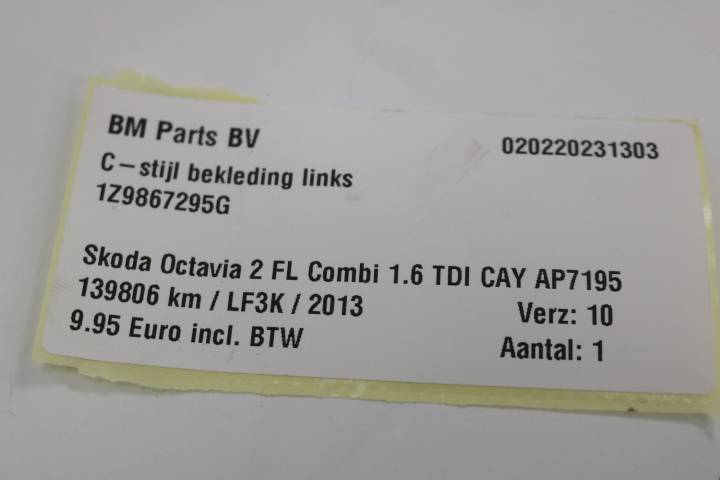 BM Parts BV 020220231303
C-stijl bekleding links
1Z9867295G
Skoda Octavia 2 FL Combi 1.6 TDI CAY AP7195
139806 km / LF3K / 2013 Verz: 10
9.95 Euro incl. BTW Aantal: 1